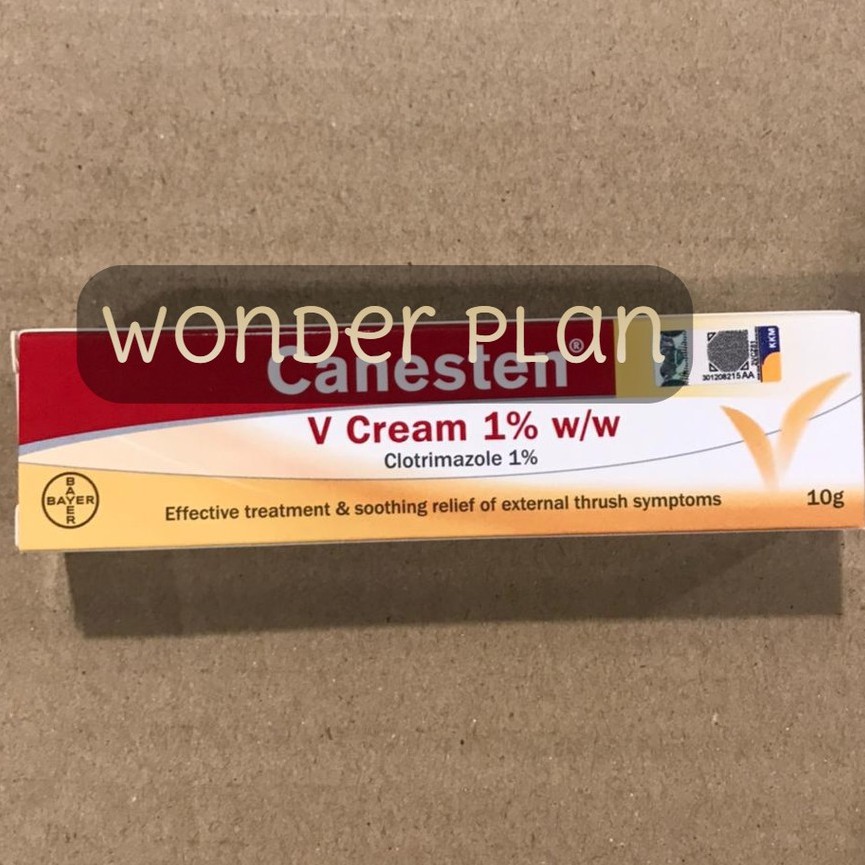 wonder plan
Canesten®
V Cream 1% w/w
Clotrimazole 1%
BAYER
BAYER
Effective treatment & soothing relief of external thrush symptoms
10g
301208215AA
KKM